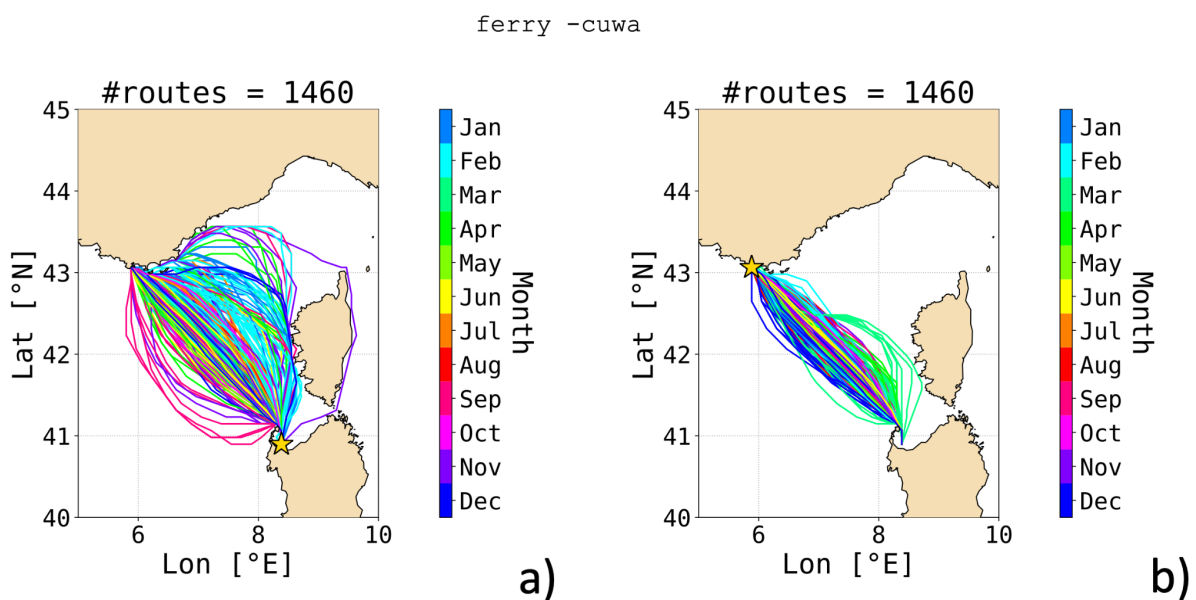 ferry -cuwa
#routes = 1460
45
44
43
42
41
40
Lat [°N]
6
8
10
Lon [°E]
Jan
Feb
Mar
Apr
May
Jun
Jul
Aug
Sep
Oct
Nov
Dec
Month
a)
#routes = 1460
45
44
43
42
41
40
Lat [°N]
6
8
10
Lon [°E]
Jan
Feb
Mar
Apr
May
Jun
Jul
Aug
Sep
Oct
Nov
Dec
Month
b)